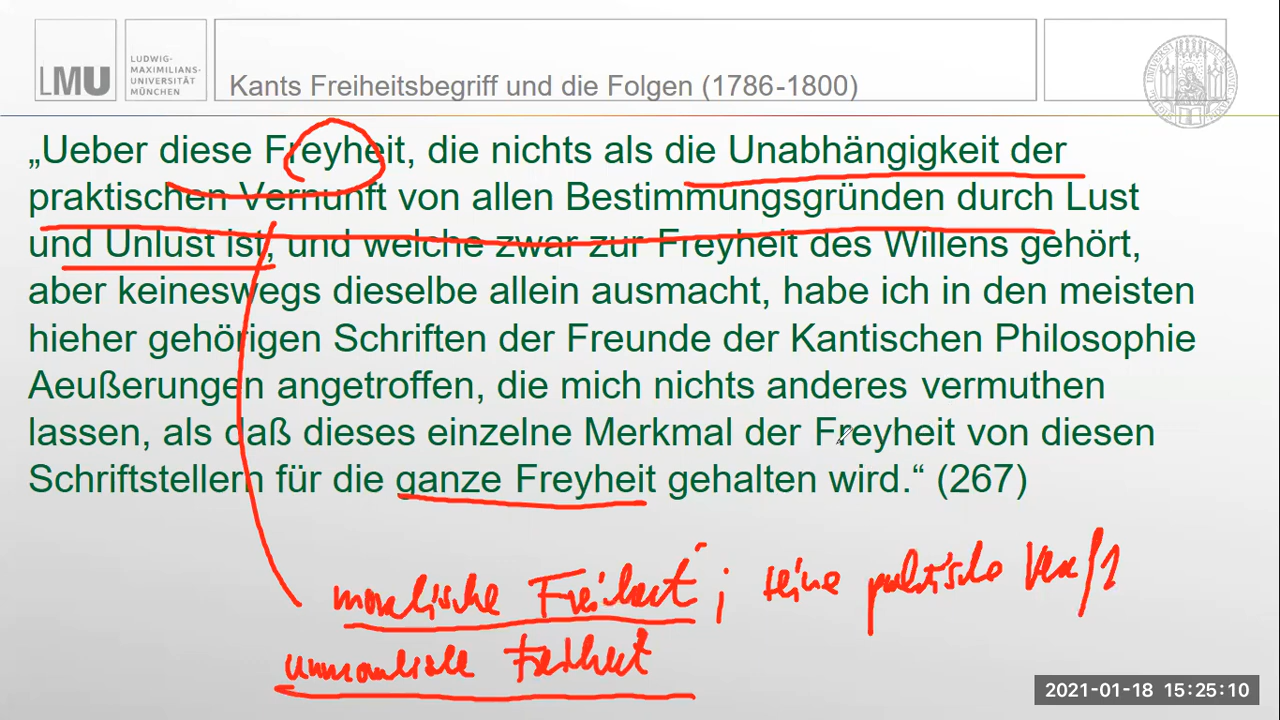 LMU
LUDWIG-
MAXIMILIANS-
UNIVERSITÄT
MÜNCHEN
Kants Freiheitsbegriff und die Folgen (1786-1800)
„Ueber diese Freyheit, die nichts als die Unabhängigkeit der
praktischen Vernunft von allen Bestimmungsgründen durch Lust
und Unlust ist, und welche zwar zur Freyheit des Willens gehört,
aber keineswegs dieselbe allein ausmacht, habe ich in den meisten
hieher gehörigen Schriften der Freunde der Kantischen Philosophie
Aeußerungen angetroffen, die mich nichts anderes vermuthen
lassen, als daß dieses einzelne Merkmal der Freyheit von diesen
Schriftstellern für die ganze Freyheit gehalten wird.“ (267)
moralische Freiheit ; reine praktische
unmoralische Freiheit
2021-01-18 15:25:10